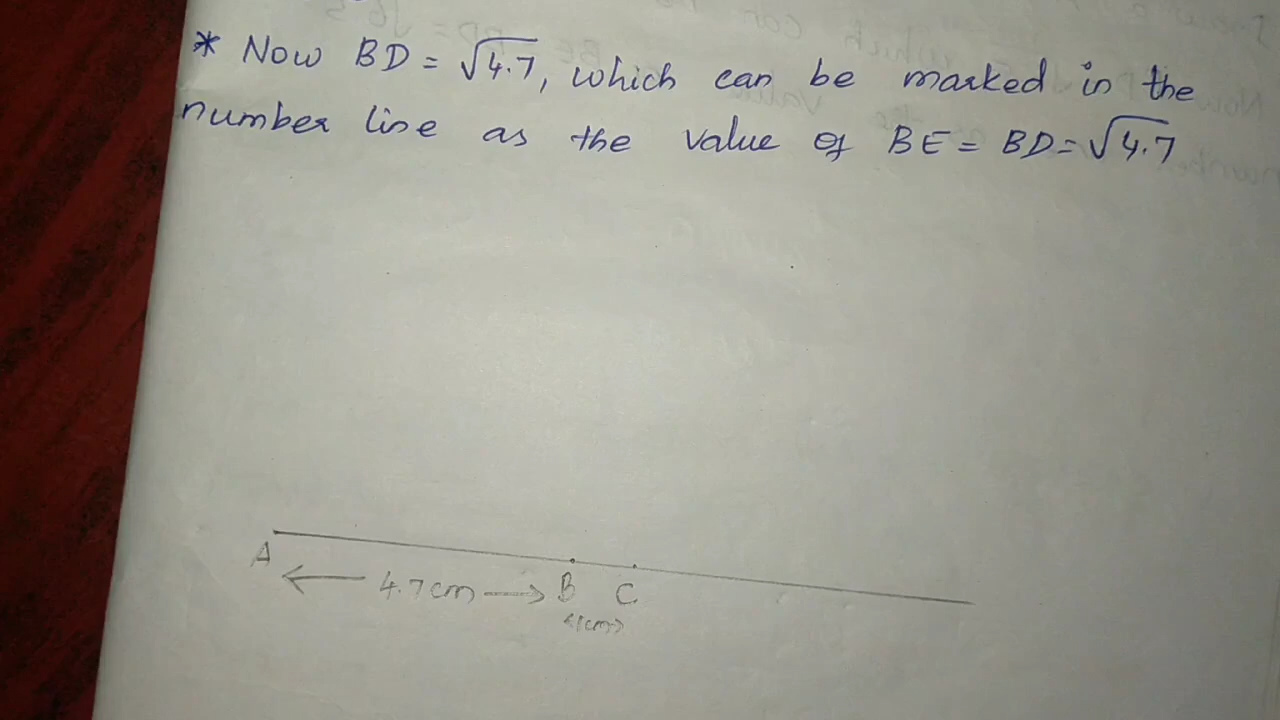 * Now BD = √4.7, which can be marked in the
number line as the value of BE = BD = √4.7
A
← 4.7cm → B C
<1cm>